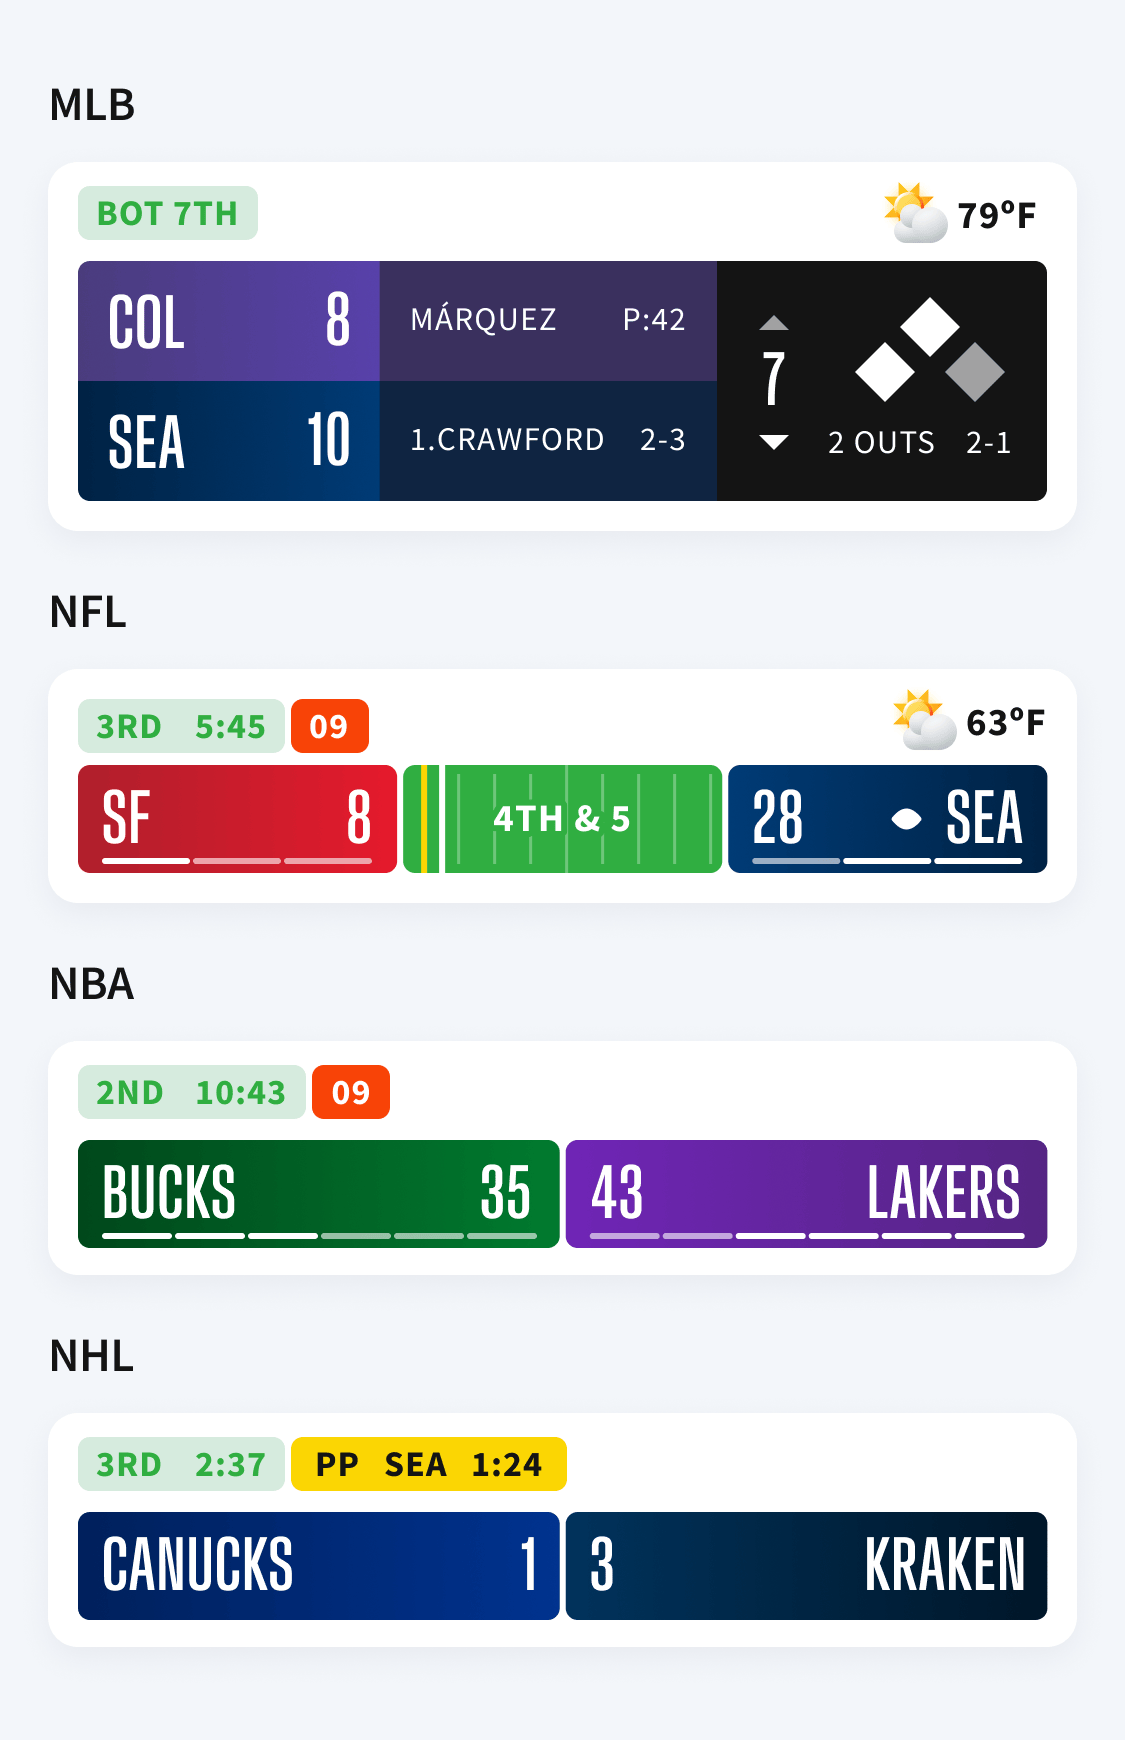 MLB
BOT 7TH 79ºF
COL 8 MÁRQUEZ P:42
7
SEA 10 1.CRAWFORD 2-3
2 OUTS 2-1
NFL
3RD 5:45 09 63ºF
SF 8 4TH & 5 28 SEA
NBA
2ND 10:43 09
BUCKS 35 43 LAKERS
NHL
3RD 2:37 PP SEA 1:24
CANUCKS 1 3 KRAKEN